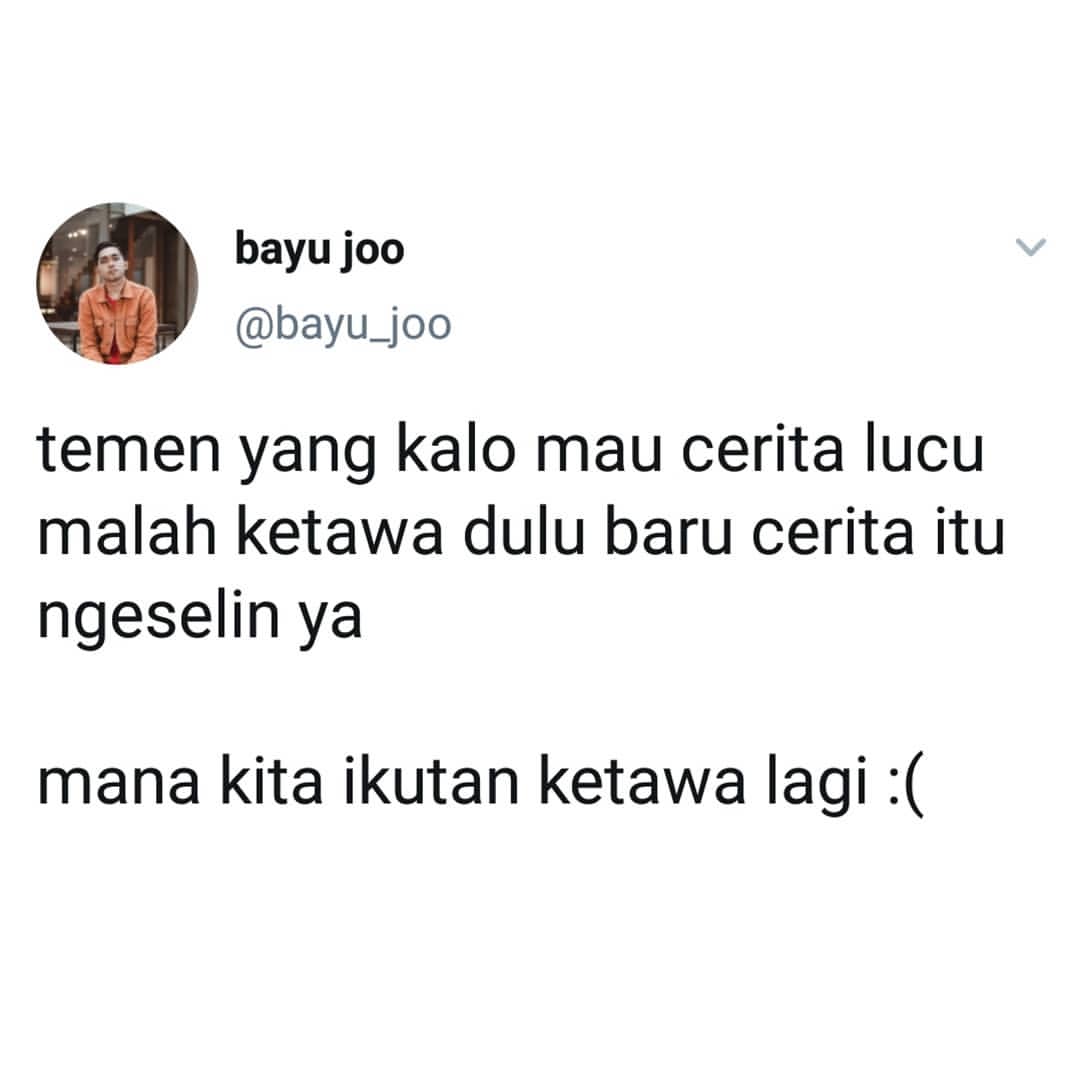 bayu joo
@bayu_joo
temen yang kalo mau cerita lucu
malah ketawa dulu baru cerita itu
ngeselin ya
mana kita ikutan ketawa lagi :(